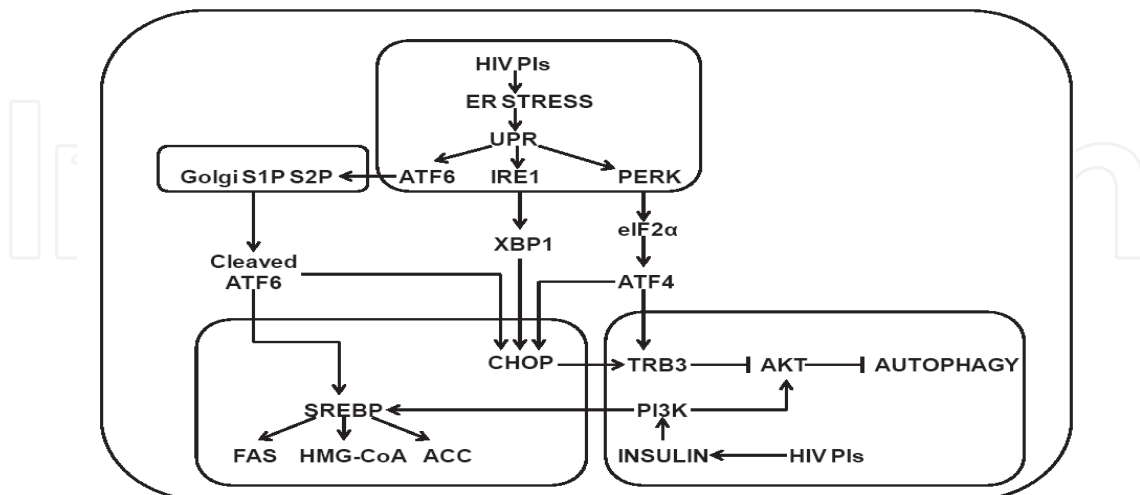 HIV PIs
ER STRESS
UPR
Golgi S1P S2P ATF6 IRE1 PERK
eIF2α
XBP1
Cleaved
ATF6
ATF4
CHOP TRB3 AKT AUTOPHAGY
SREBP PI3K
FAS HMG-CoA ACC INSULIN HIV PIs